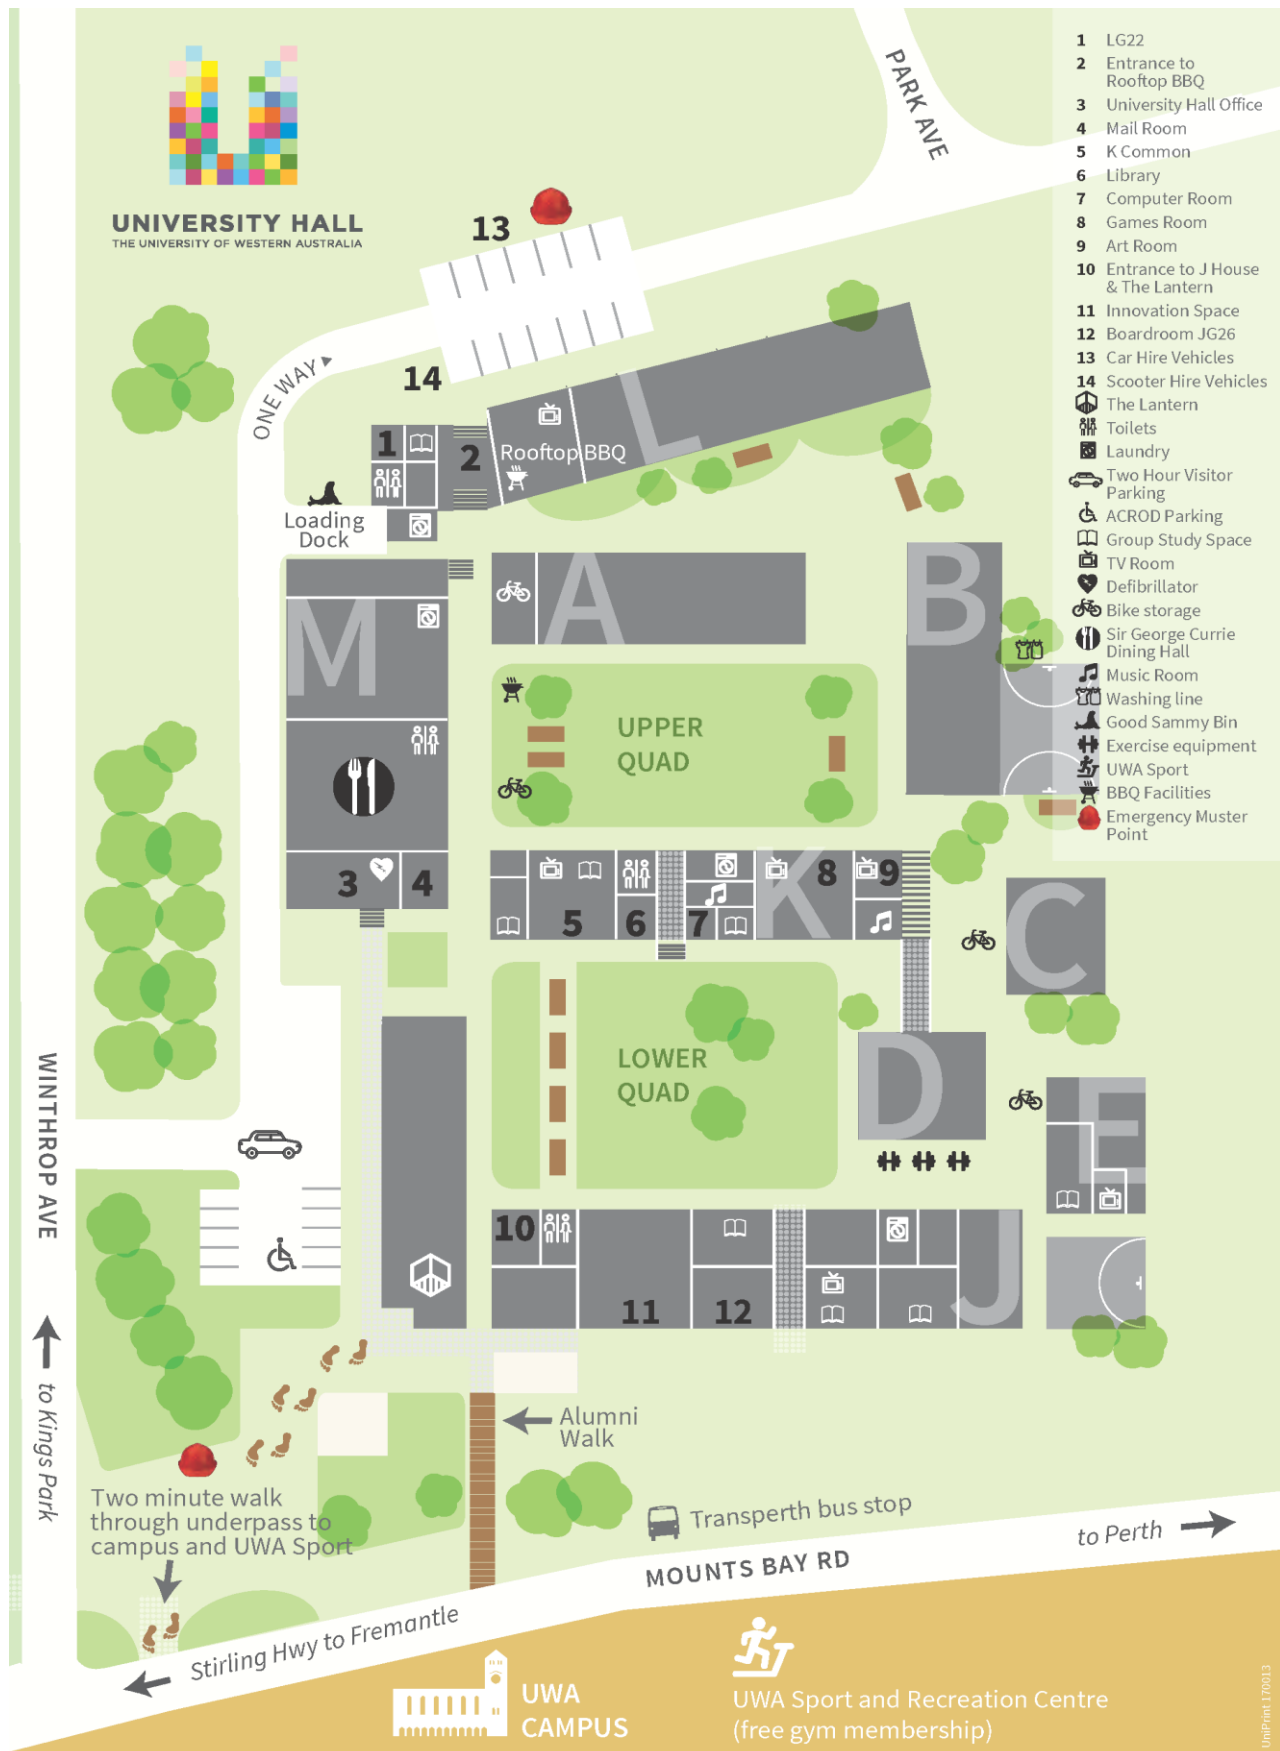 UNIVERSITY HALL
THE UNIVERSITY OF WESTERN AUSTRALIA
PARK AVE
1 LG22
2 Entrance to
Rooftop BBQ
3 University Hall Office
4 Mail Room
5 K Common
6 Library
7 Computer Room
8 Games Room
9 Art Room
10 Entrance to J House
& The Lantern
11 Innovation Space
12 Boardroom JG26
13 Car Hire Vehicles
14 Scooter Hire Vehicles
The Lantern
Toilets
Laundry
Two Hour Visitor
Parking
ACROD Parking
Group Study Space
TV Room
Defibrillator
Bike storage
Sir George Currie
Dining Hall
Music Room
Washing line
Good Sammy Bin
Exercise equipment
UWA Sport
BBQ Facilities
Emergency Muster
Point
13
ONE WAY
14
L
1
2
Rooftop BBQ
Loading
Dock
A
B
M
UPPER
QUAD
3
4
5
6
7
K
8
9
C
LOWER
QUAD
D
E
WINTHROP AVE
10
11
12
J
to Kings Park
Alumni
Walk
Two minute walk
through underpass to
campus and UWA Sport
Transperth bus stop
to Perth
MOUNTS BAY RD
Stirling Hwy to Fremantle
UWA
CAMPUS
UWA Sport and Recreation Centre
(free gym membership)
UniPrint 170013